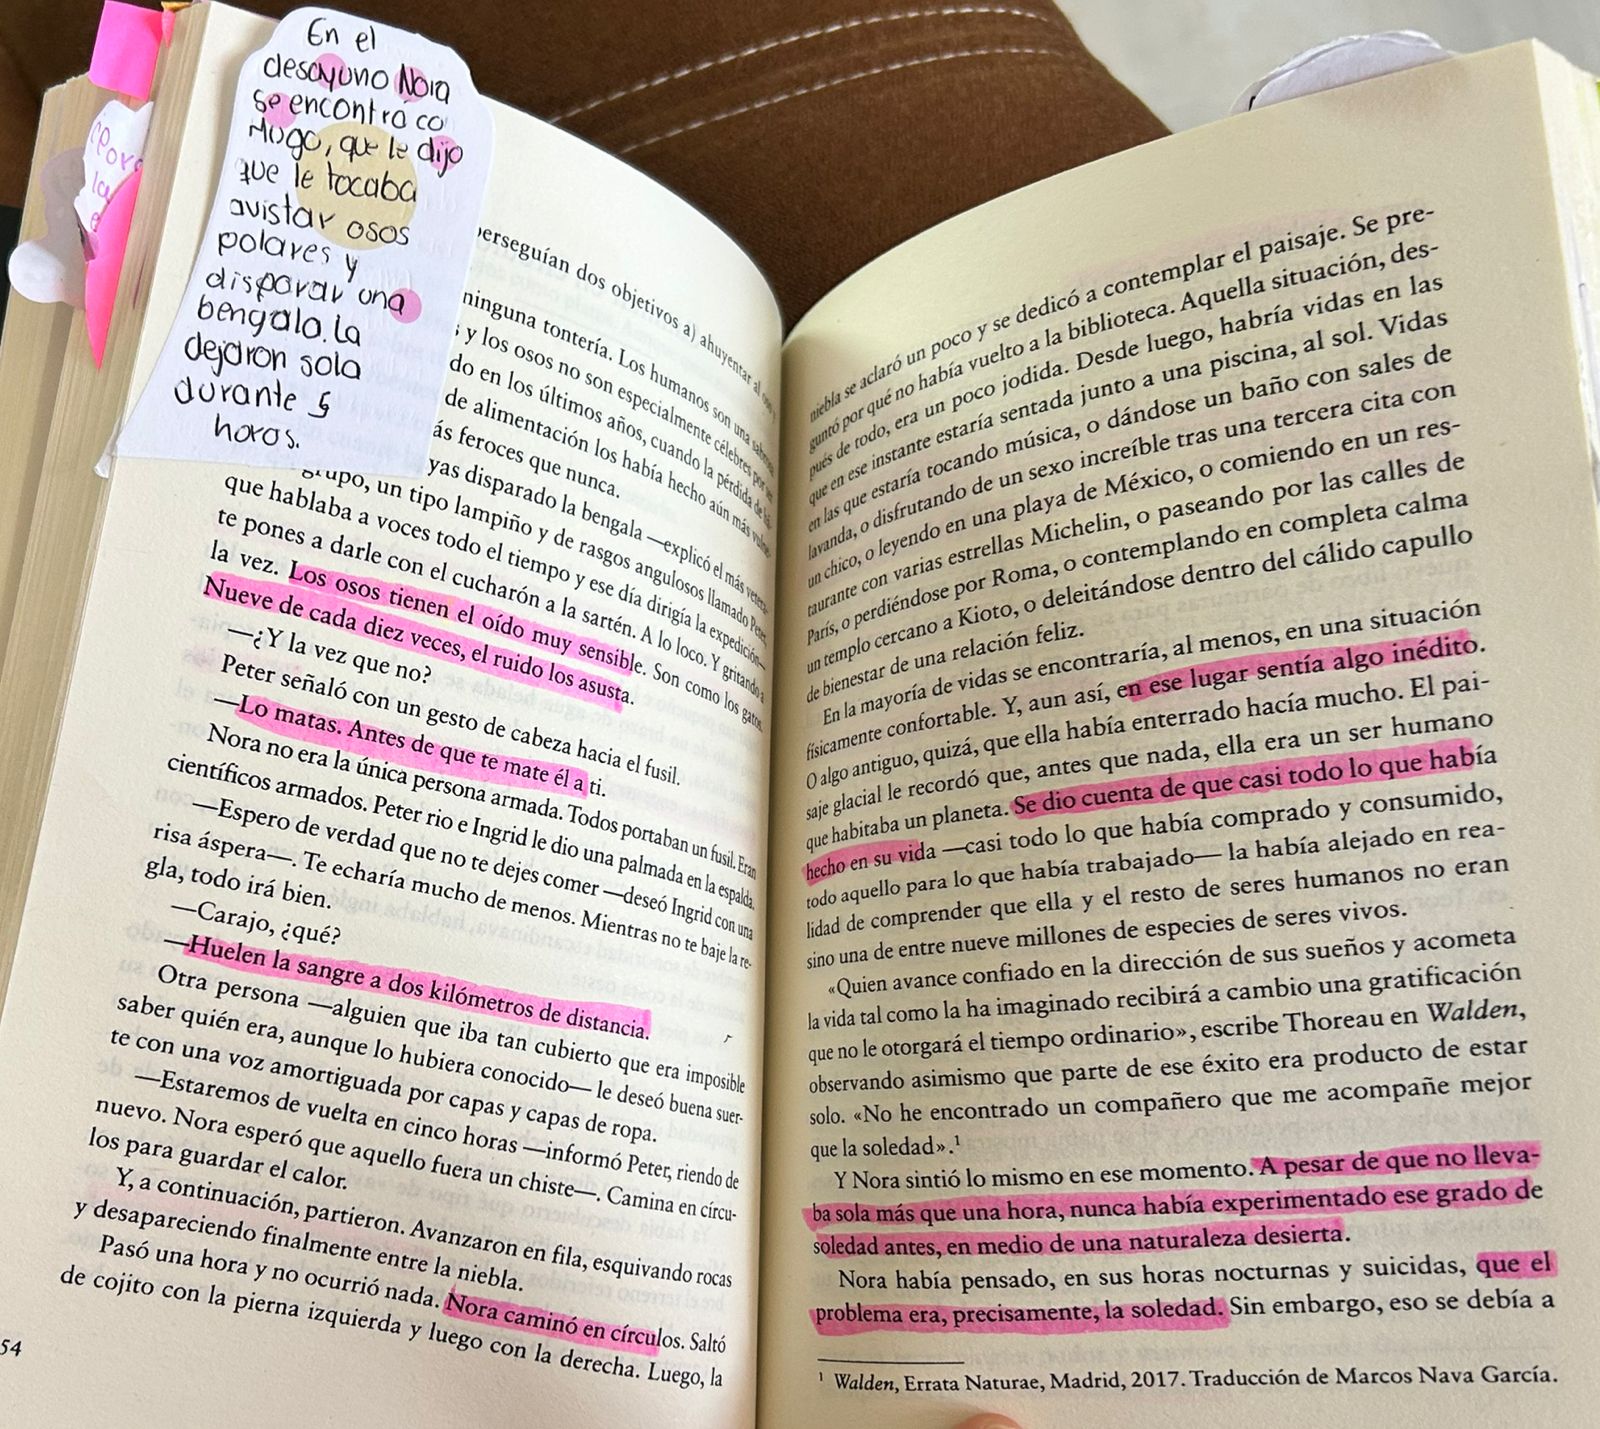 En el
desayuno Nora
se encontró co
Hugo, que le dijo
que le tocaba
avistar osos
polares y
disparar una
bengala. La
dejaron sola
durante 5
horas.
perseguían dos objetivos a) ahuyentar al
ninguna tontería. Los humanos son una
s y los osos no son especialmente célebres por ser
do en los últimos años, cuando la pérdida de
de alimentación los había hecho aún más
ás feroces que nunca.
yas disparado la bengala —explicó el más
grupo, un tipo lampiño y de rasgos angulosos llamado Peter,
que hablaba a voces todo el tiempo y ese día dirigía la expedición—
te pones a darle con el cucharón a la sartén. A lo loco. Y gritando a
la vez. Los osos tienen el oído muy sensible. Son como los gatos.
Nueve de cada diez veces, el ruido los asusta.
—¿Y la vez que no?
Peter señaló con un gesto de cabeza hacia el fusil.
—Lo matas. Antes de que te mate él a ti.
Nora no era la única persona armada. Todos portaban un fusil. Eran
científicos armados. Peter rio e Ingrid le dio una palmada en la espalda.
—Espero de verdad que no te dejes comer —deseó Ingrid con una
risa áspera—. Te echaría mucho de menos. Mientras no te baje la re-
gla, todo irá bien.
—Carajo, ¿qué?
—Huelen la sangre a dos kilómetros de distancia.
Otra persona —alguien que iba tan cubierto que era imposible
saber quién era, aunque lo hubiera conocido— le deseó buena suer-
te con una voz amortiguada por capas y capas de ropa.
—Estaremos de vuelta en cinco horas —informó Peter, riendo de
nuevo. Nora esperó que aquello fuera un chiste—. Camina en círcu-
los para guardar el calor.
Y, a continuación, partieron. Avanzaron en fila, esquivando rocas
y desapareciendo finalmente entre la niebla.
Pasó una hora y no ocurrió nada. Nora caminó en círculos. Saltó
de cojito con la pierna izquierda y luego con la derecha. Luego, la
54
niebla se aclaró un poco y se dedicó a contemplar el paisaje. Se pre-
guntó por qué no había vuelto a la biblioteca. Aquella situación, des-
pués de todo, era un poco jodida. Desde luego, habría vidas en las
que en ese instante estaría sentada junto a una piscina, al sol. Vidas
en las que estaría tocando música, o dándose un baño con sales de
lavanda, o disfrutando de un sexo increíble tras una tercera cita con
un chico, o leyendo en una playa de México, o comiendo en un res-
taurante con varias estrellas Michelin, o paseando por las calles de
París, o perdiéndose por Roma, o contemplando en completa calma
un templo cercano a Kioto, o deleitándose dentro del cálido capullo
de bienestar de una relación feliz.
En la mayoría de vidas se encontraría, al menos, en una situación
físicamente confortable. Y, aun así, en ese lugar sentía algo inédito.
O algo antiguo, quizá, que ella había enterrado hacía mucho. El pai-
saje glacial le recordó que, antes que nada, ella era un ser humano
que habitaba un planeta. Se dio cuenta de que casi todo lo que había
hecho en su vida —casi todo lo que había comprado y consumido,
todo aquello para lo que había trabajado— la había alejado en rea-
lidad de comprender que ella y el resto de seres humanos no eran
sino una de entre nueve millones de especies de seres vivos.
«Quien avance confiado en la dirección de sus sueños y acometa
la vida tal como la ha imaginado recibirá a cambio una gratificación
que no le otorgará el tiempo ordinario», escribe Thoreau en Walden,
observando asimismo que parte de ese éxito era producto de estar
solo. «No he encontrado un compañero que me acompañe mejor
que la soledad».¹
Y Nora sintió lo mismo en ese momento. A pesar de que no lleva-
ba sola más que una hora, nunca había experimentado ese grado de
soledad antes, en medio de una naturaleza desierta.
Nora había pensado, en sus horas nocturnas y suicidas, que el
problema era, precisamente, la soledad. Sin embargo, eso se debía a
¹ Walden, Errata Naturae, Madrid, 2017. Traducción de Marcos Nava García.